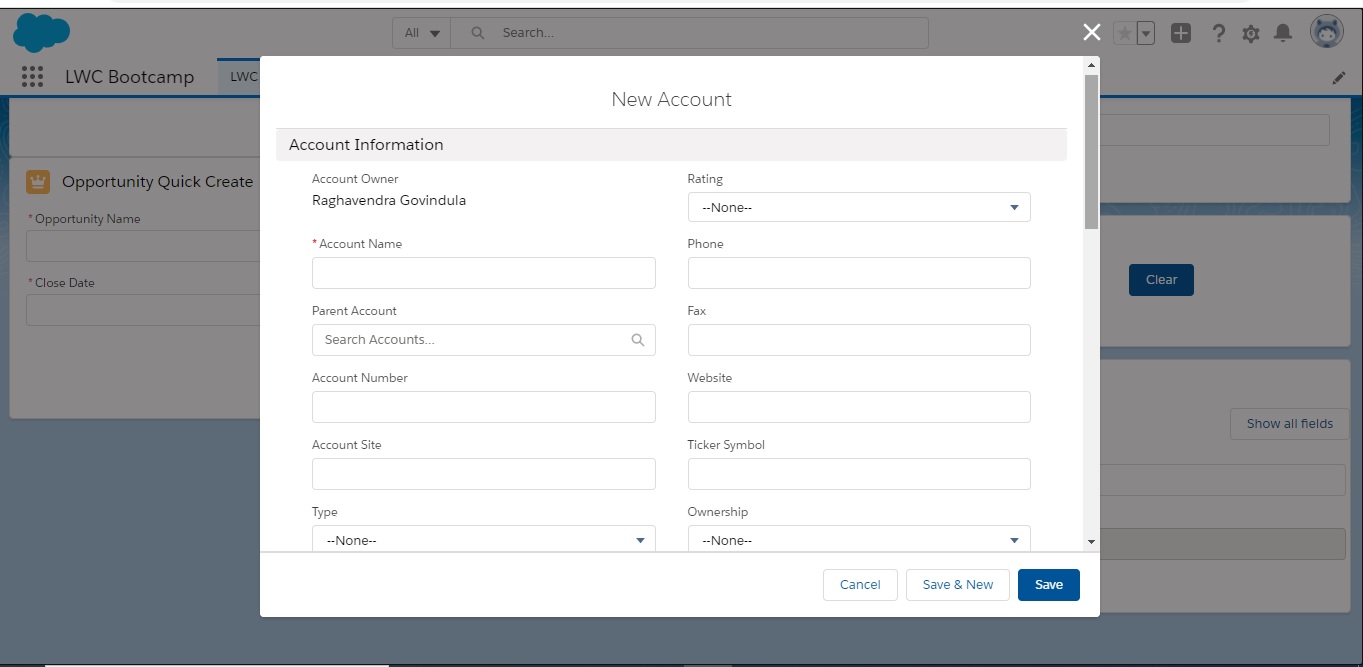 All
Search...
LWC Bootcamp
LWC
New Account
Account Information
Account Owner
Raghavendra Govindula
Rating
--None--
* Account Name
Phone
Parent Account
Search Accounts...
Fax
Account Number
Website
Account Site
Ticker Symbol
Type
--None--
Ownership
--None--
Cancel
Save & New
Save
Opportunity Quick Create
* Opportunity Name
* Close Date
Clear
Show all fields